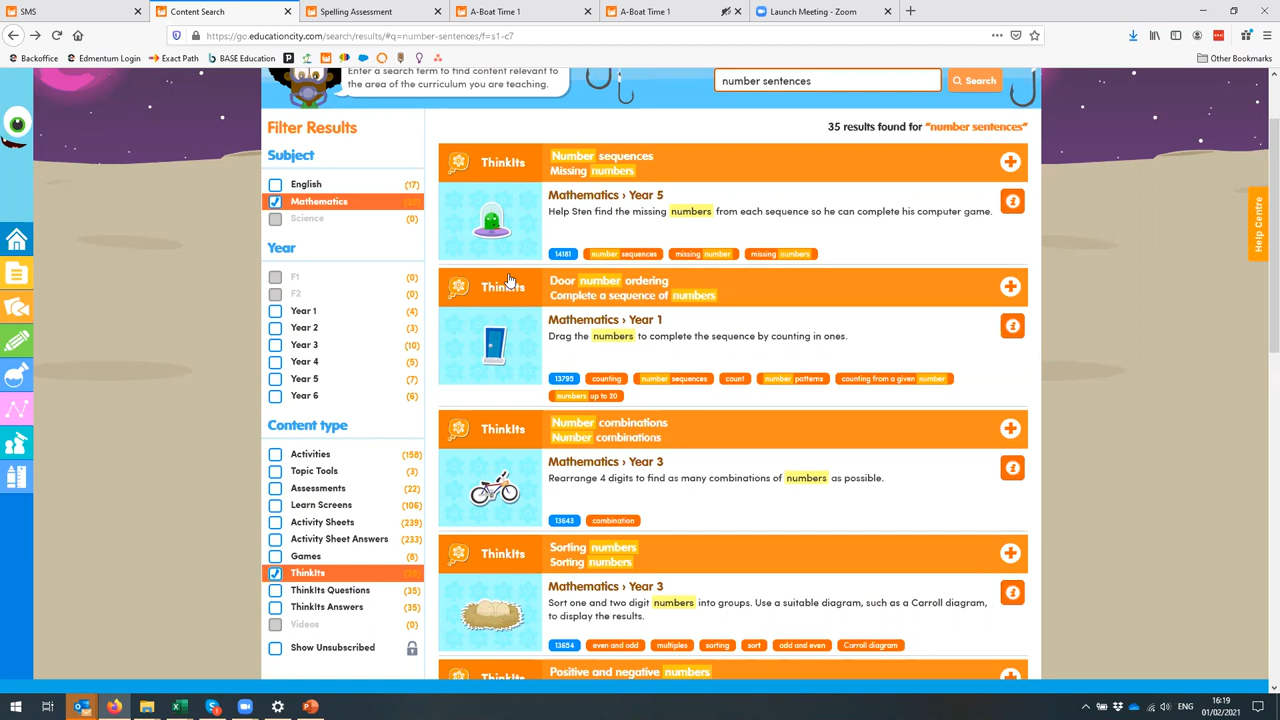 SMS
Content Search
Spelling Assessment
A-Boat Time 1
A-Boat Time 1
Launch Meeting - Zoom
https://go.educationcity.com/search/results/#q=number-sentences/f=s1-c7
Backoffice
Edmentum Login
Exact Path
BASE Education
Other Bookmarks
Enter a search term to find content relevant to
the area of the curriculum you are teaching.
number sentences
Search
Filter Results
35 results found for "number sentences"
Subject
English (17)
Mathematics
Science (0)
Year
F1 (0)
F2 (0)
Year 1 (4)
Year 2 (3)
Year 3 (10)
Year 4 (5)
Year 5 (7)
Year 6 (6)
Content type
Activities (158)
Topic Tools (3)
Assessments (22)
Learn Screens (106)
Activity Sheets (239)
Activity Sheet Answers (233)
Games (8)
ThinkIts (35)
ThinkIts Questions (35)
ThinkIts Answers (35)
Videos (0)
Show Unsubscribed
ThinkIts
Number sequences
Missing numbers
Mathematics › Year 5
Help Sten find the missing numbers from each sequence so he can complete his computer game.
14181 number sequences missing number missing numbers
ThinkIts
Door number ordering
Complete a sequence of numbers
Mathematics › Year 1
Drag the numbers to complete the sequence by counting in ones.
13795 counting number sequences count number patterns counting from a given number
numbers up to 20
ThinkIts
Number combinations
Number combinations
Mathematics › Year 3
Rearrange 4 digits to find as many combinations of numbers as possible.
13643 combination
ThinkIts
Sorting numbers
Sorting numbers
Mathematics › Year 3
Sort one and two digit numbers into groups. Use a suitable diagram, such as a Carroll diagram,
to display the results.
13654 even and odd multiples sorting sort odd and even Carroll diagram
ThinkIts
Positive and negative numbers
Help Centre
ENG
16:19
01/02/2021